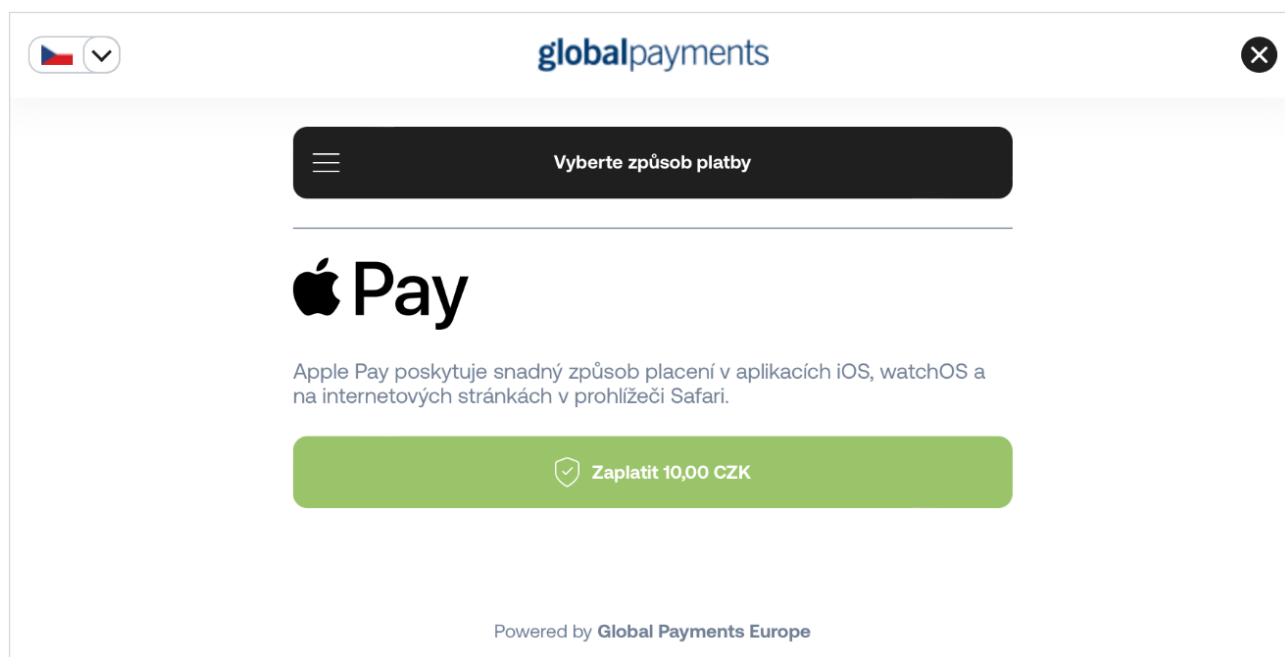 globalpayments
Vyberte způsob platby
Pay
Apple Pay poskytuje snadný způsob placení v aplikacích iOS, watchOS a
na internetových stránkách v prohlížeči Safari.
Zaplatit 10,00 CZK
Powered by Global Payments Europe